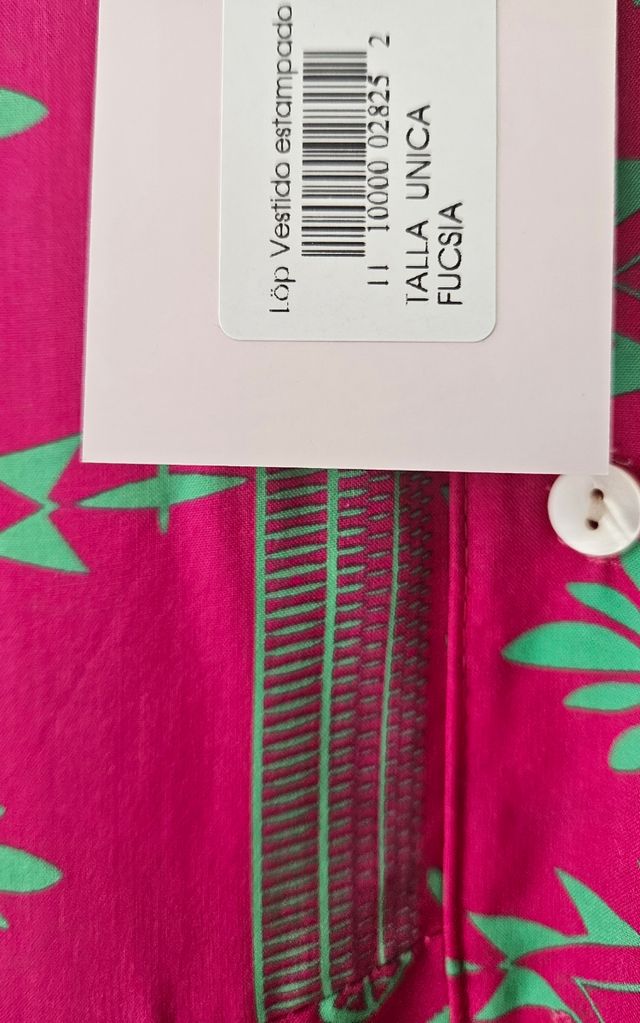 Löp Vestido estampado
11 10000 02825 2
TALLA UNICA
FUCSIA